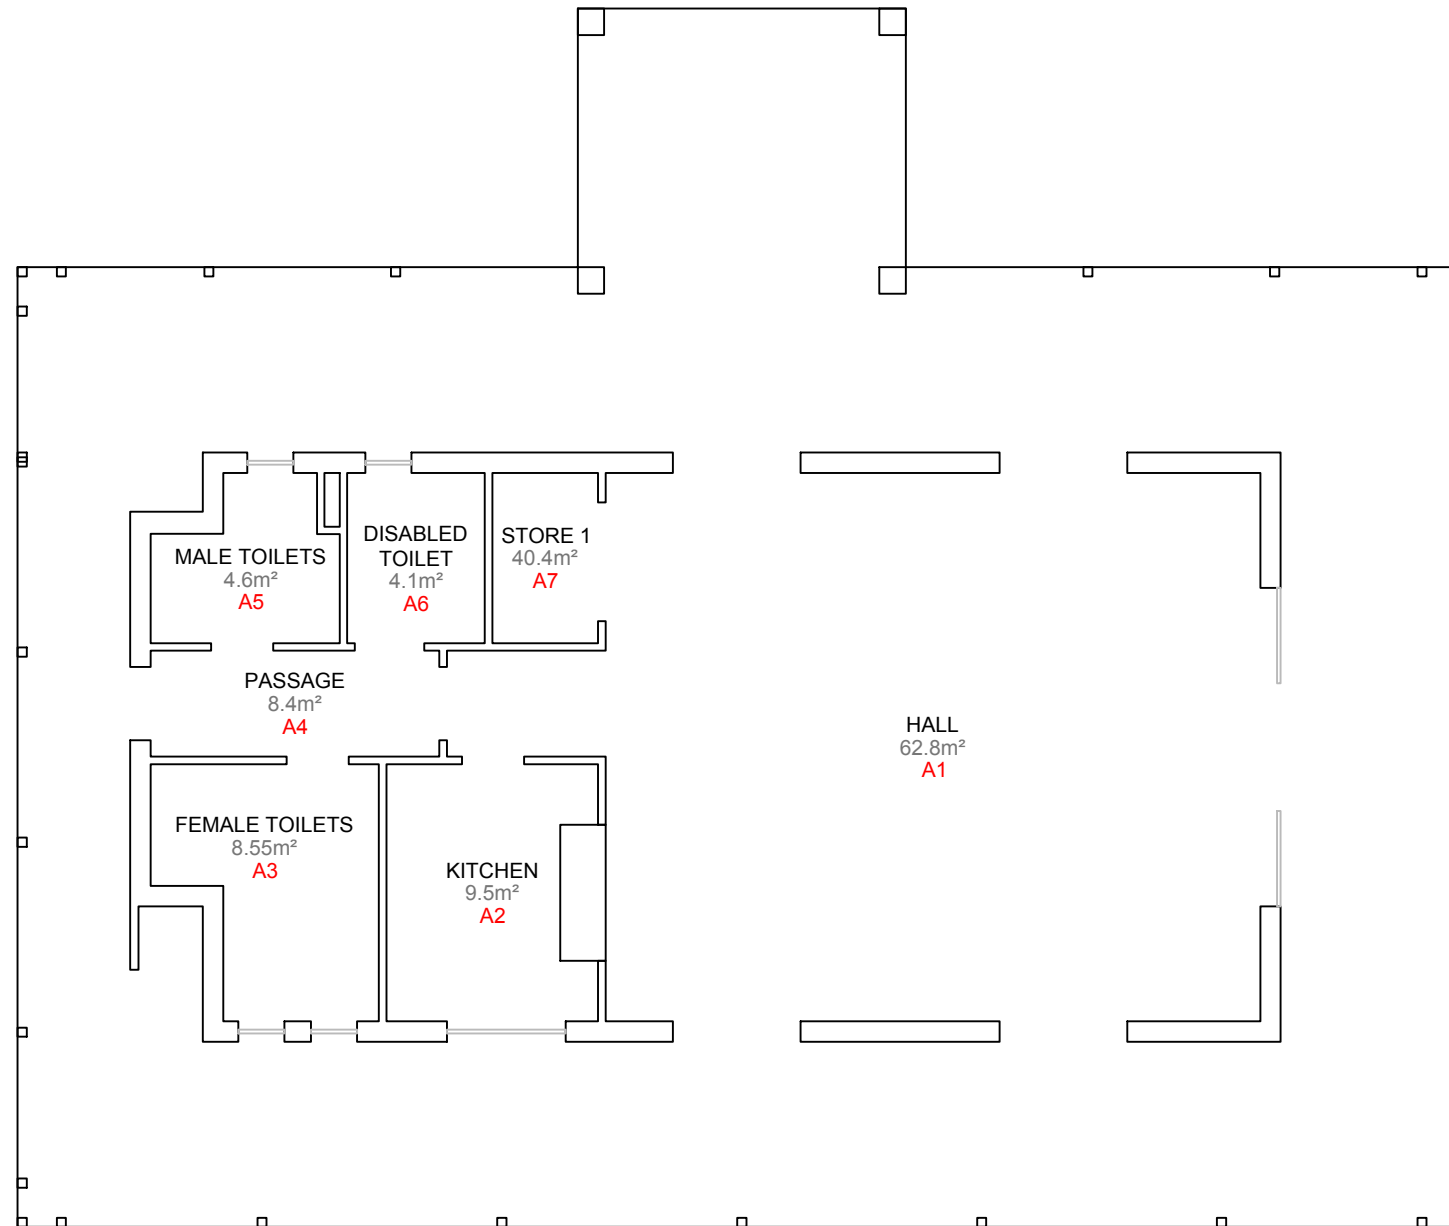 DISABLED
TOILET
4.1m²
A6
STORE 1
40.4m²
A7
MALE TOILETS
4.6m²
A5
PASSAGE
8.4m²
A4
HALL
62.8m²
A1
FEMALE TOILETS
8.55m²
A3
KITCHEN
9.5m²
A2